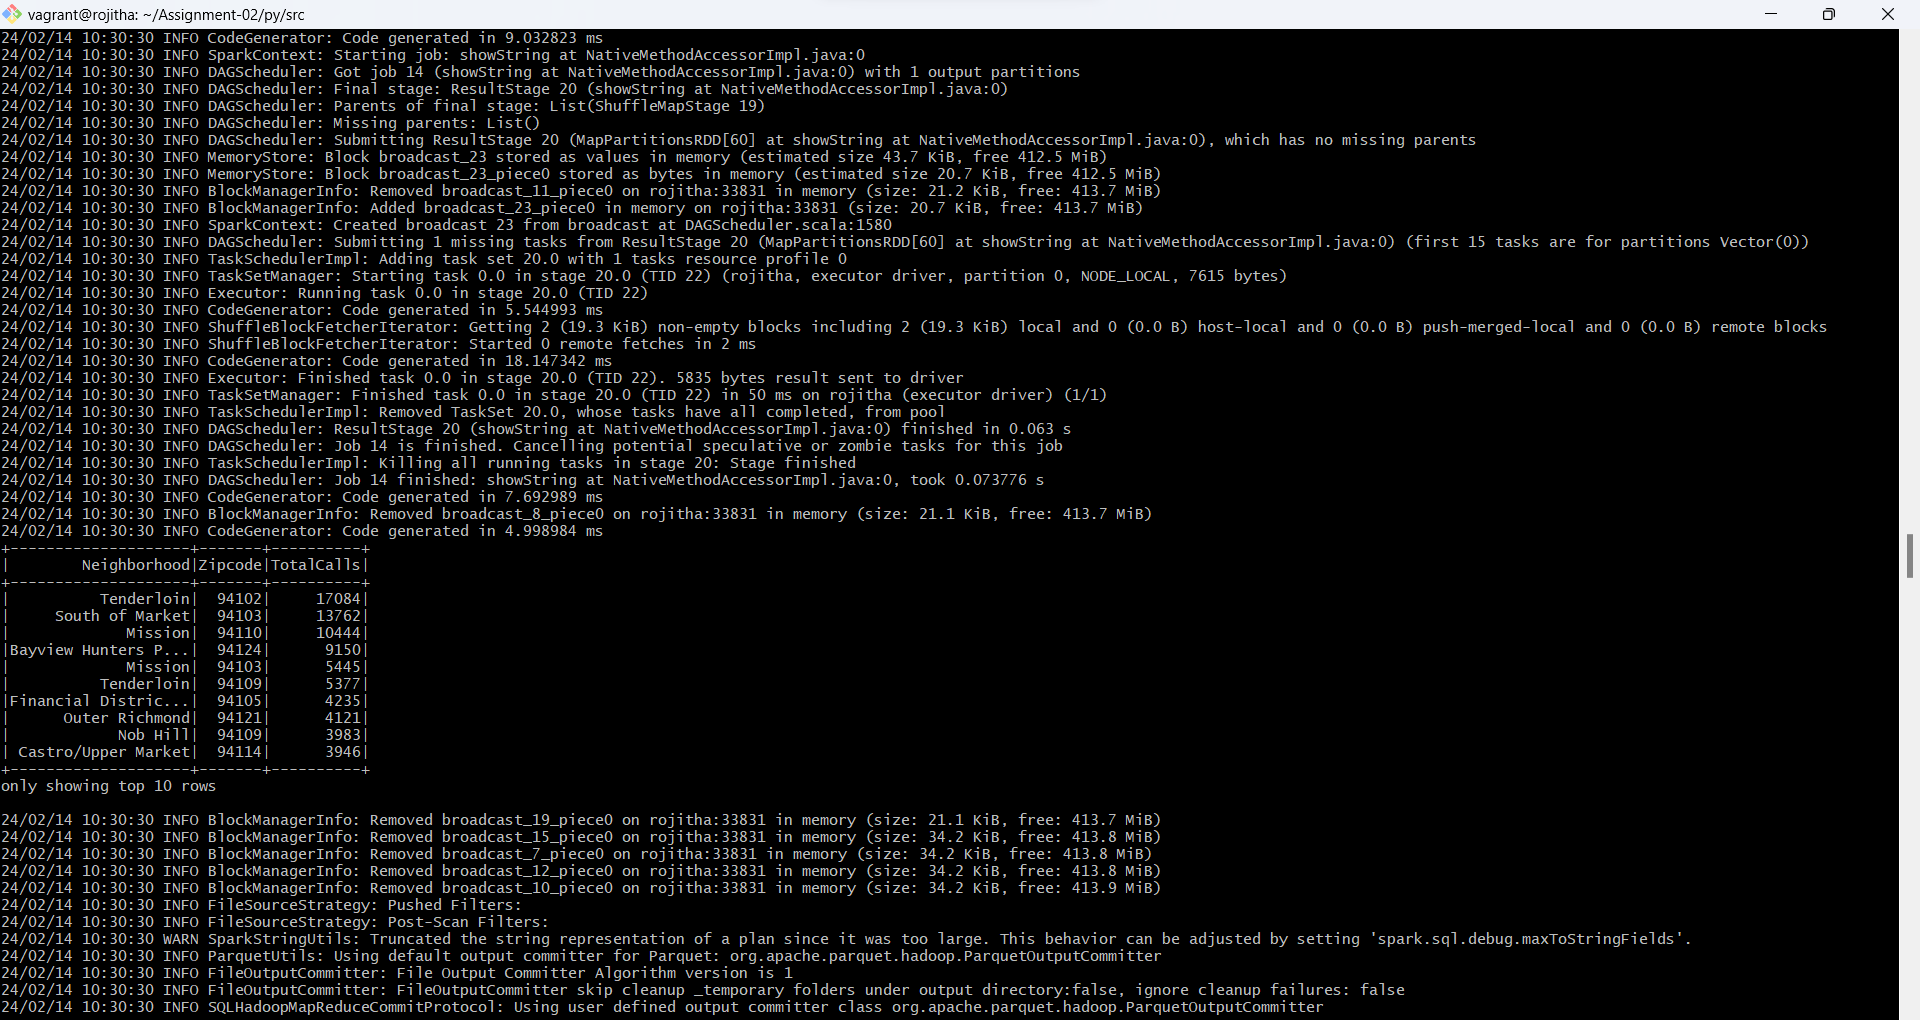 vagrant@rojitha: ~/Assignment-02/py/src
24/02/14 10:30:30 INFO CodeGenerator: Code generated in 9.032823 ms
24/02/14 10:30:30 INFO SparkContext: Starting job: showString at NativeMethodAccessorImpl.java:0
24/02/14 10:30:30 INFO DAGScheduler: Got job 14 (showString at NativeMethodAccessorImpl.java:0) with 1 output partitions
24/02/14 10:30:30 INFO DAGScheduler: Final stage: ResultStage 20 (showString at NativeMethodAccessorImpl.java:0)
24/02/14 10:30:30 INFO DAGScheduler: Parents of final stage: List(ShuffleMapStage 19)
24/02/14 10:30:30 INFO DAGScheduler: Missing parents: List()
24/02/14 10:30:30 INFO DAGScheduler: Submitting ResultStage 20 (MapPartitionsRDD[60] at showString at NativeMethodAccessorImpl.java:0), which has no missing parents
24/02/14 10:30:30 INFO MemoryStore: Block broadcast_23 stored as values in memory (estimated size 43.7 KiB, free 412.5 MiB)
24/02/14 10:30:30 INFO MemoryStore: Block broadcast_23_piece0 stored as bytes in memory (estimated size 20.7 KiB, free 412.5 MiB)
24/02/14 10:30:30 INFO BlockManagerInfo: Removed broadcast_11_piece0 on rojitha:33831 in memory (size: 21.2 KiB, free: 413.7 MiB)
24/02/14 10:30:30 INFO BlockManagerInfo: Added broadcast_23_piece0 in memory on rojitha:33831 (size: 20.7 KiB, free: 413.7 MiB)
24/02/14 10:30:30 INFO SparkContext: Created broadcast 23 from broadcast at DAGScheduler.scala:1580
24/02/14 10:30:30 INFO DAGScheduler: Submitting 1 missing tasks from ResultStage 20 (MapPartitionsRDD[60] at showString at NativeMethodAccessorImpl.java:0) (first 15 tasks are for partitions Vector(0))
24/02/14 10:30:30 INFO TaskSchedulerImpl: Adding task set 20.0 with 1 tasks resource profile 0
24/02/14 10:30:30 INFO TaskSetManager: Starting task 0.0 in stage 20.0 (TID 22) (rojitha, executor driver, partition 0, NODE_LOCAL, 7615 bytes)
24/02/14 10:30:30 INFO Executor: Running task 0.0 in stage 20.0 (TID 22)
24/02/14 10:30:30 INFO CodeGenerator: Code generated in 5.544993 ms
24/02/14 10:30:30 INFO ShuffleBlockFetcherIterator: Getting 2 (19.3 KiB) non-empty blocks including 2 (19.3 KiB) local and 0 (0.0 B) host-local and 0 (0.0 B) push-merged-local and 0 (0.0 B) remote blocks
24/02/14 10:30:30 INFO ShuffleBlockFetcherIterator: Started 0 remote fetches in 2 ms
24/02/14 10:30:30 INFO CodeGenerator: Code generated in 18.147342 ms
24/02/14 10:30:30 INFO Executor: Finished task 0.0 in stage 20.0 (TID 22). 5835 bytes result sent to driver
24/02/14 10:30:30 INFO TaskSetManager: Finished task 0.0 in stage 20.0 (TID 22) in 50 ms on rojitha (executor driver) (1/1)
24/02/14 10:30:30 INFO TaskSchedulerImpl: Removed TaskSet 20.0, whose tasks have all completed, from pool
24/02/14 10:30:30 INFO DAGScheduler: ResultStage 20 (showString at NativeMethodAccessorImpl.java:0) finished in 0.063 s
24/02/14 10:30:30 INFO DAGScheduler: Job 14 is finished. Cancelling potential speculative or zombie tasks for this job
24/02/14 10:30:30 INFO TaskSchedulerImpl: Killing all running tasks in stage 20: Stage finished
24/02/14 10:30:30 INFO DAGScheduler: Job 14 finished: showString at NativeMethodAccessorImpl.java:0, took 0.073776 s
24/02/14 10:30:30 INFO CodeGenerator: Code generated in 7.692989 ms
24/02/14 10:30:30 INFO BlockManagerInfo: Removed broadcast_8_piece0 on rojitha:33831 in memory (size: 21.1 KiB, free: 413.7 MiB)
24/02/14 10:30:30 INFO CodeGenerator: Code generated in 4.998984 ms
+--------------------+-------+----------+
|        Neighborhood|Zipcode|TotalCalls|
+--------------------+-------+----------+
|          Tenderloin|  94102|     17084|
|     South of Market|  94103|     13762|
|             Mission|  94110|     10444|
|Bayview Hunters P...|  94124|      9150|
|             Mission|  94103|      5445|
|          Tenderloin|  94109|      5377|
|Financial Distric...|  94105|      4235|
|      Outer Richmond|  94121|      4121|
|            Nob Hill|  94109|      3983|
| Castro/Upper Market|  94114|      3946|
+--------------------+-------+----------+
only showing top 10 rows
24/02/14 10:30:30 INFO BlockManagerInfo: Removed broadcast_19_piece0 on rojitha:33831 in memory (size: 21.1 KiB, free: 413.7 MiB)
24/02/14 10:30:30 INFO BlockManagerInfo: Removed broadcast_15_piece0 on rojitha:33831 in memory (size: 34.2 KiB, free: 413.8 MiB)
24/02/14 10:30:30 INFO BlockManagerInfo: Removed broadcast_7_piece0 on rojitha:33831 in memory (size: 34.2 KiB, free: 413.8 MiB)
24/02/14 10:30:30 INFO BlockManagerInfo: Removed broadcast_12_piece0 on rojitha:33831 in memory (size: 34.2 KiB, free: 413.8 MiB)
24/02/14 10:30:30 INFO BlockManagerInfo: Removed broadcast_10_piece0 on rojitha:33831 in memory (size: 34.2 KiB, free: 413.9 MiB)
24/02/14 10:30:30 INFO FileSourceStrategy: Pushed Filters:
24/02/14 10:30:30 INFO FileSourceStrategy: Post-Scan Filters:
24/02/14 10:30:30 WARN SparkStringUtils: Truncated the string representation of a plan since it was too large. This behavior can be adjusted by setting 'spark.sql.debug.maxToStringFields'.
24/02/14 10:30:30 INFO ParquetUtils: Using default output committer for Parquet: org.apache.parquet.hadoop.ParquetOutputCommitter
24/02/14 10:30:30 INFO FileOutputCommitter: File Output Committer Algorithm version is 1
24/02/14 10:30:30 INFO FileOutputCommitter: FileOutputCommitter skip cleanup _temporary folders under output directory:false, ignore cleanup failures: false
24/02/14 10:30:30 INFO SQLHadoopMapReduceCommitProtocol: Using user defined output committer class org.apache.parquet.hadoop.ParquetOutputCommitter